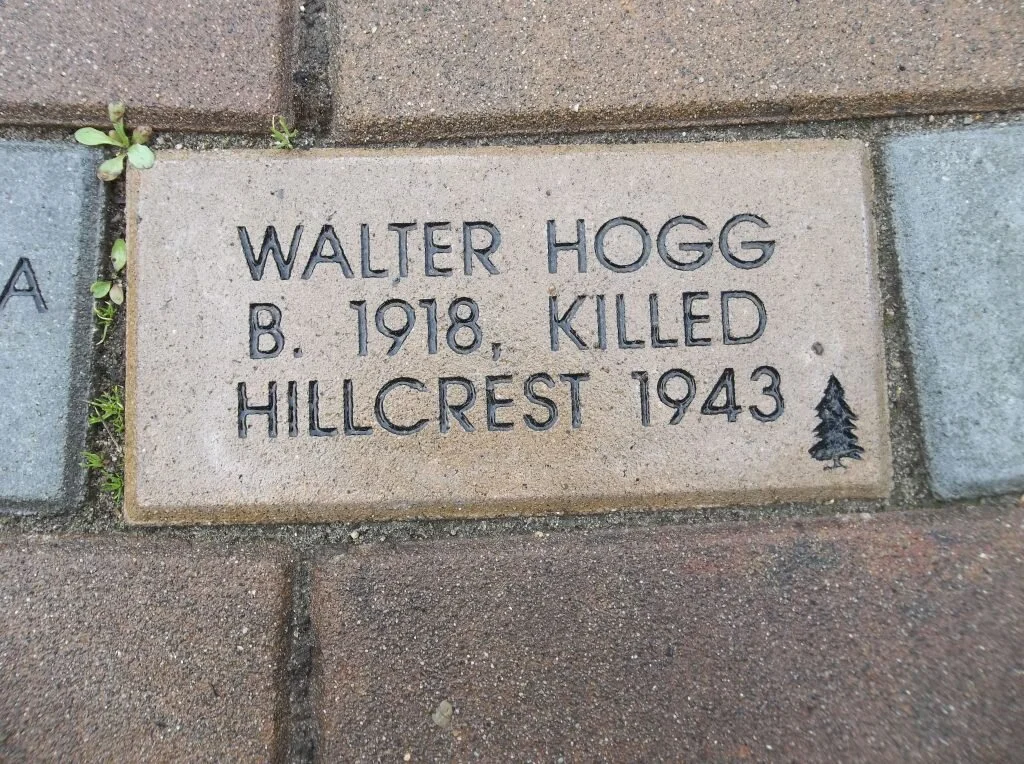 A
WALTER HOGG
B. 1918, KILLED
HILLCREST 1943